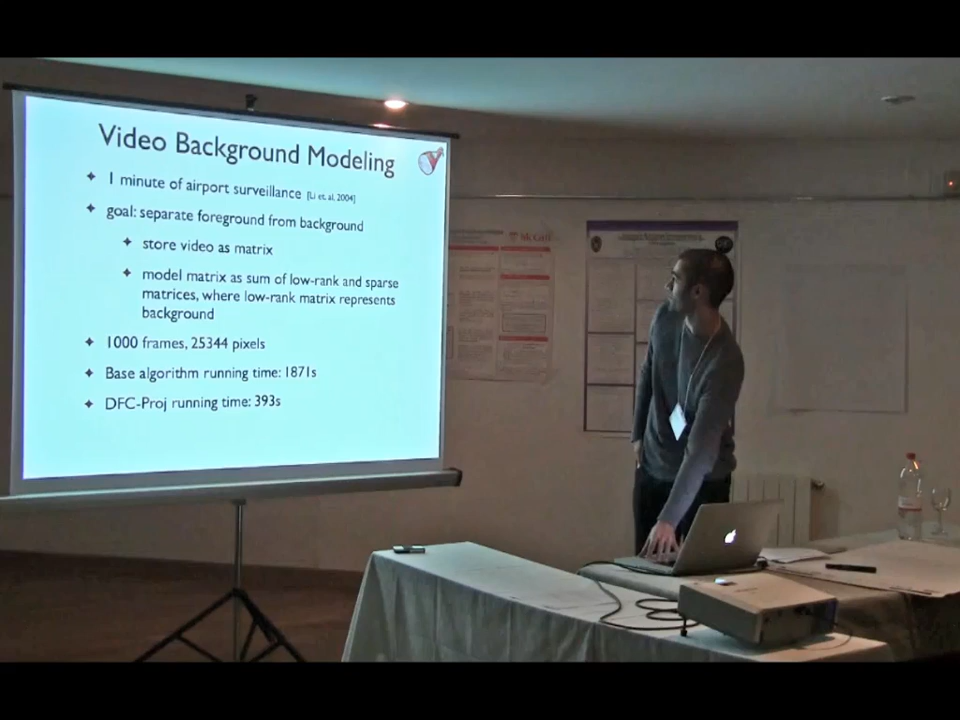 Video Background Modeling
1 minute of airport surveillance [Li et. al. 2004]
goal: separate foreground from background
store video as matrix
model matrix as sum of low-rank and sparse
matrices, where low-rank matrix represents
background
1000 frames, 25344 pixels
Base algorithm running time: 1871s
DFC-Proj running time: 393s
McGill